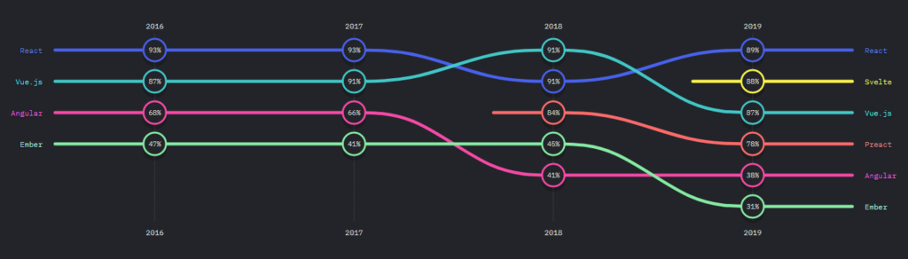 2016 2017 2018 2019
React 93% 93% 91% 89% React
Vue.js 87% 91% 91% 88% Svelte
Angular 68% 66% 84% 87% Vue.js
Ember 47% 41% 45% 78% Preact
41% 38% Angular
31% Ember
2016 2017 2018 2019